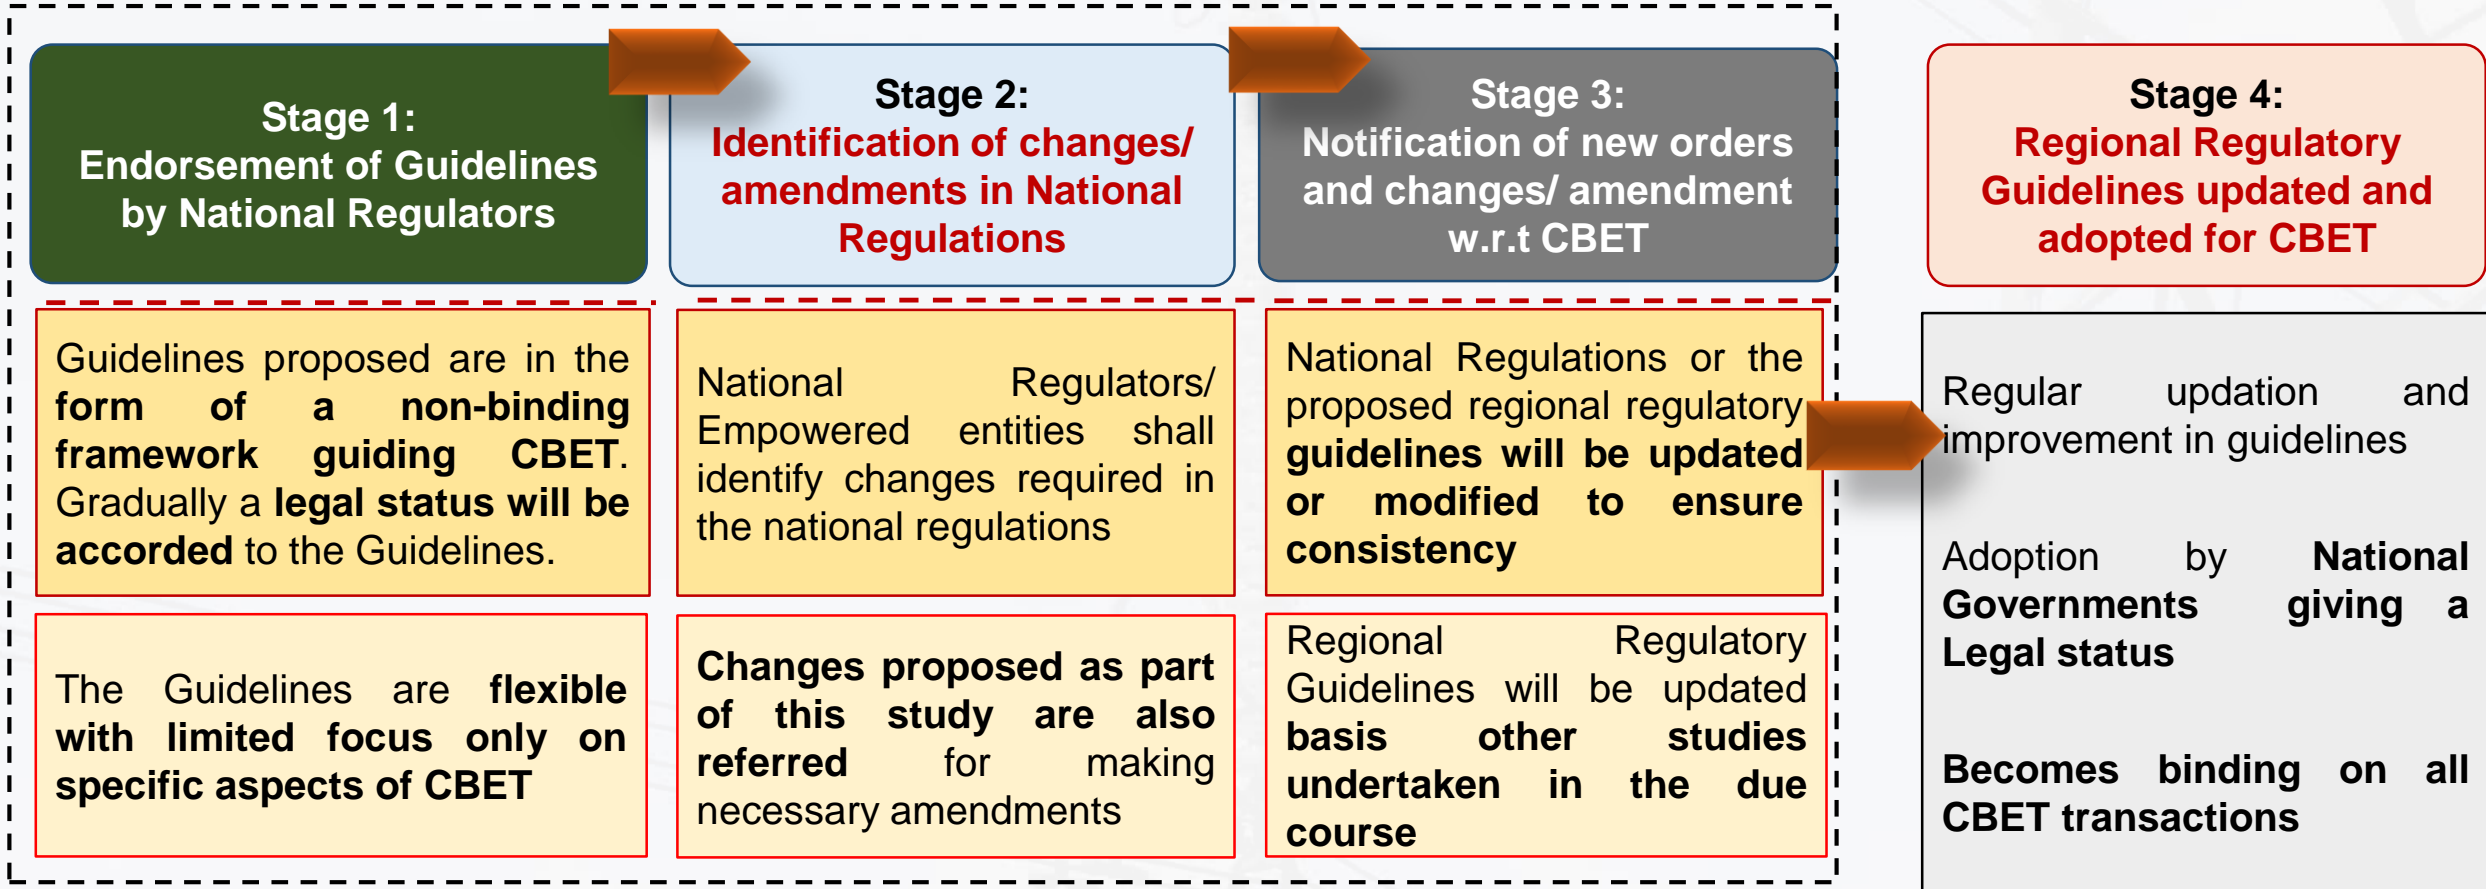 Stage 1:
Endorsement of Guidelines
by National Regulators
Guidelines proposed are in the
form of a non-binding
framework guiding CBET.
Gradually a legal status will be
accorded to the Guidelines.
The Guidelines are flexible
with limited focus only on
specific aspects of CBET
Stage 2:
Identification of changes/
amendments in National
Regulations
National Regulators/
Empowered entities shall
identify changes required in
the national regulations
Changes proposed as part
of this study are also
referred for making
necessary amendments
Stage 3:
Notification of new orders
and changes/ amendment
w.r.t CBET
National Regulations or the
proposed regional regulatory
guidelines will be updated
or modified to ensure
consistency
Regional Regulatory
Guidelines will be updated
basis other studies
undertaken in the due
course
Stage 4:
Regional Regulatory
Guidelines updated and
adopted for CBET
Regular updation and
improvement in guidelines
Adoption by National
Governments giving a
Legal status
Becomes binding on all
CBET transactions